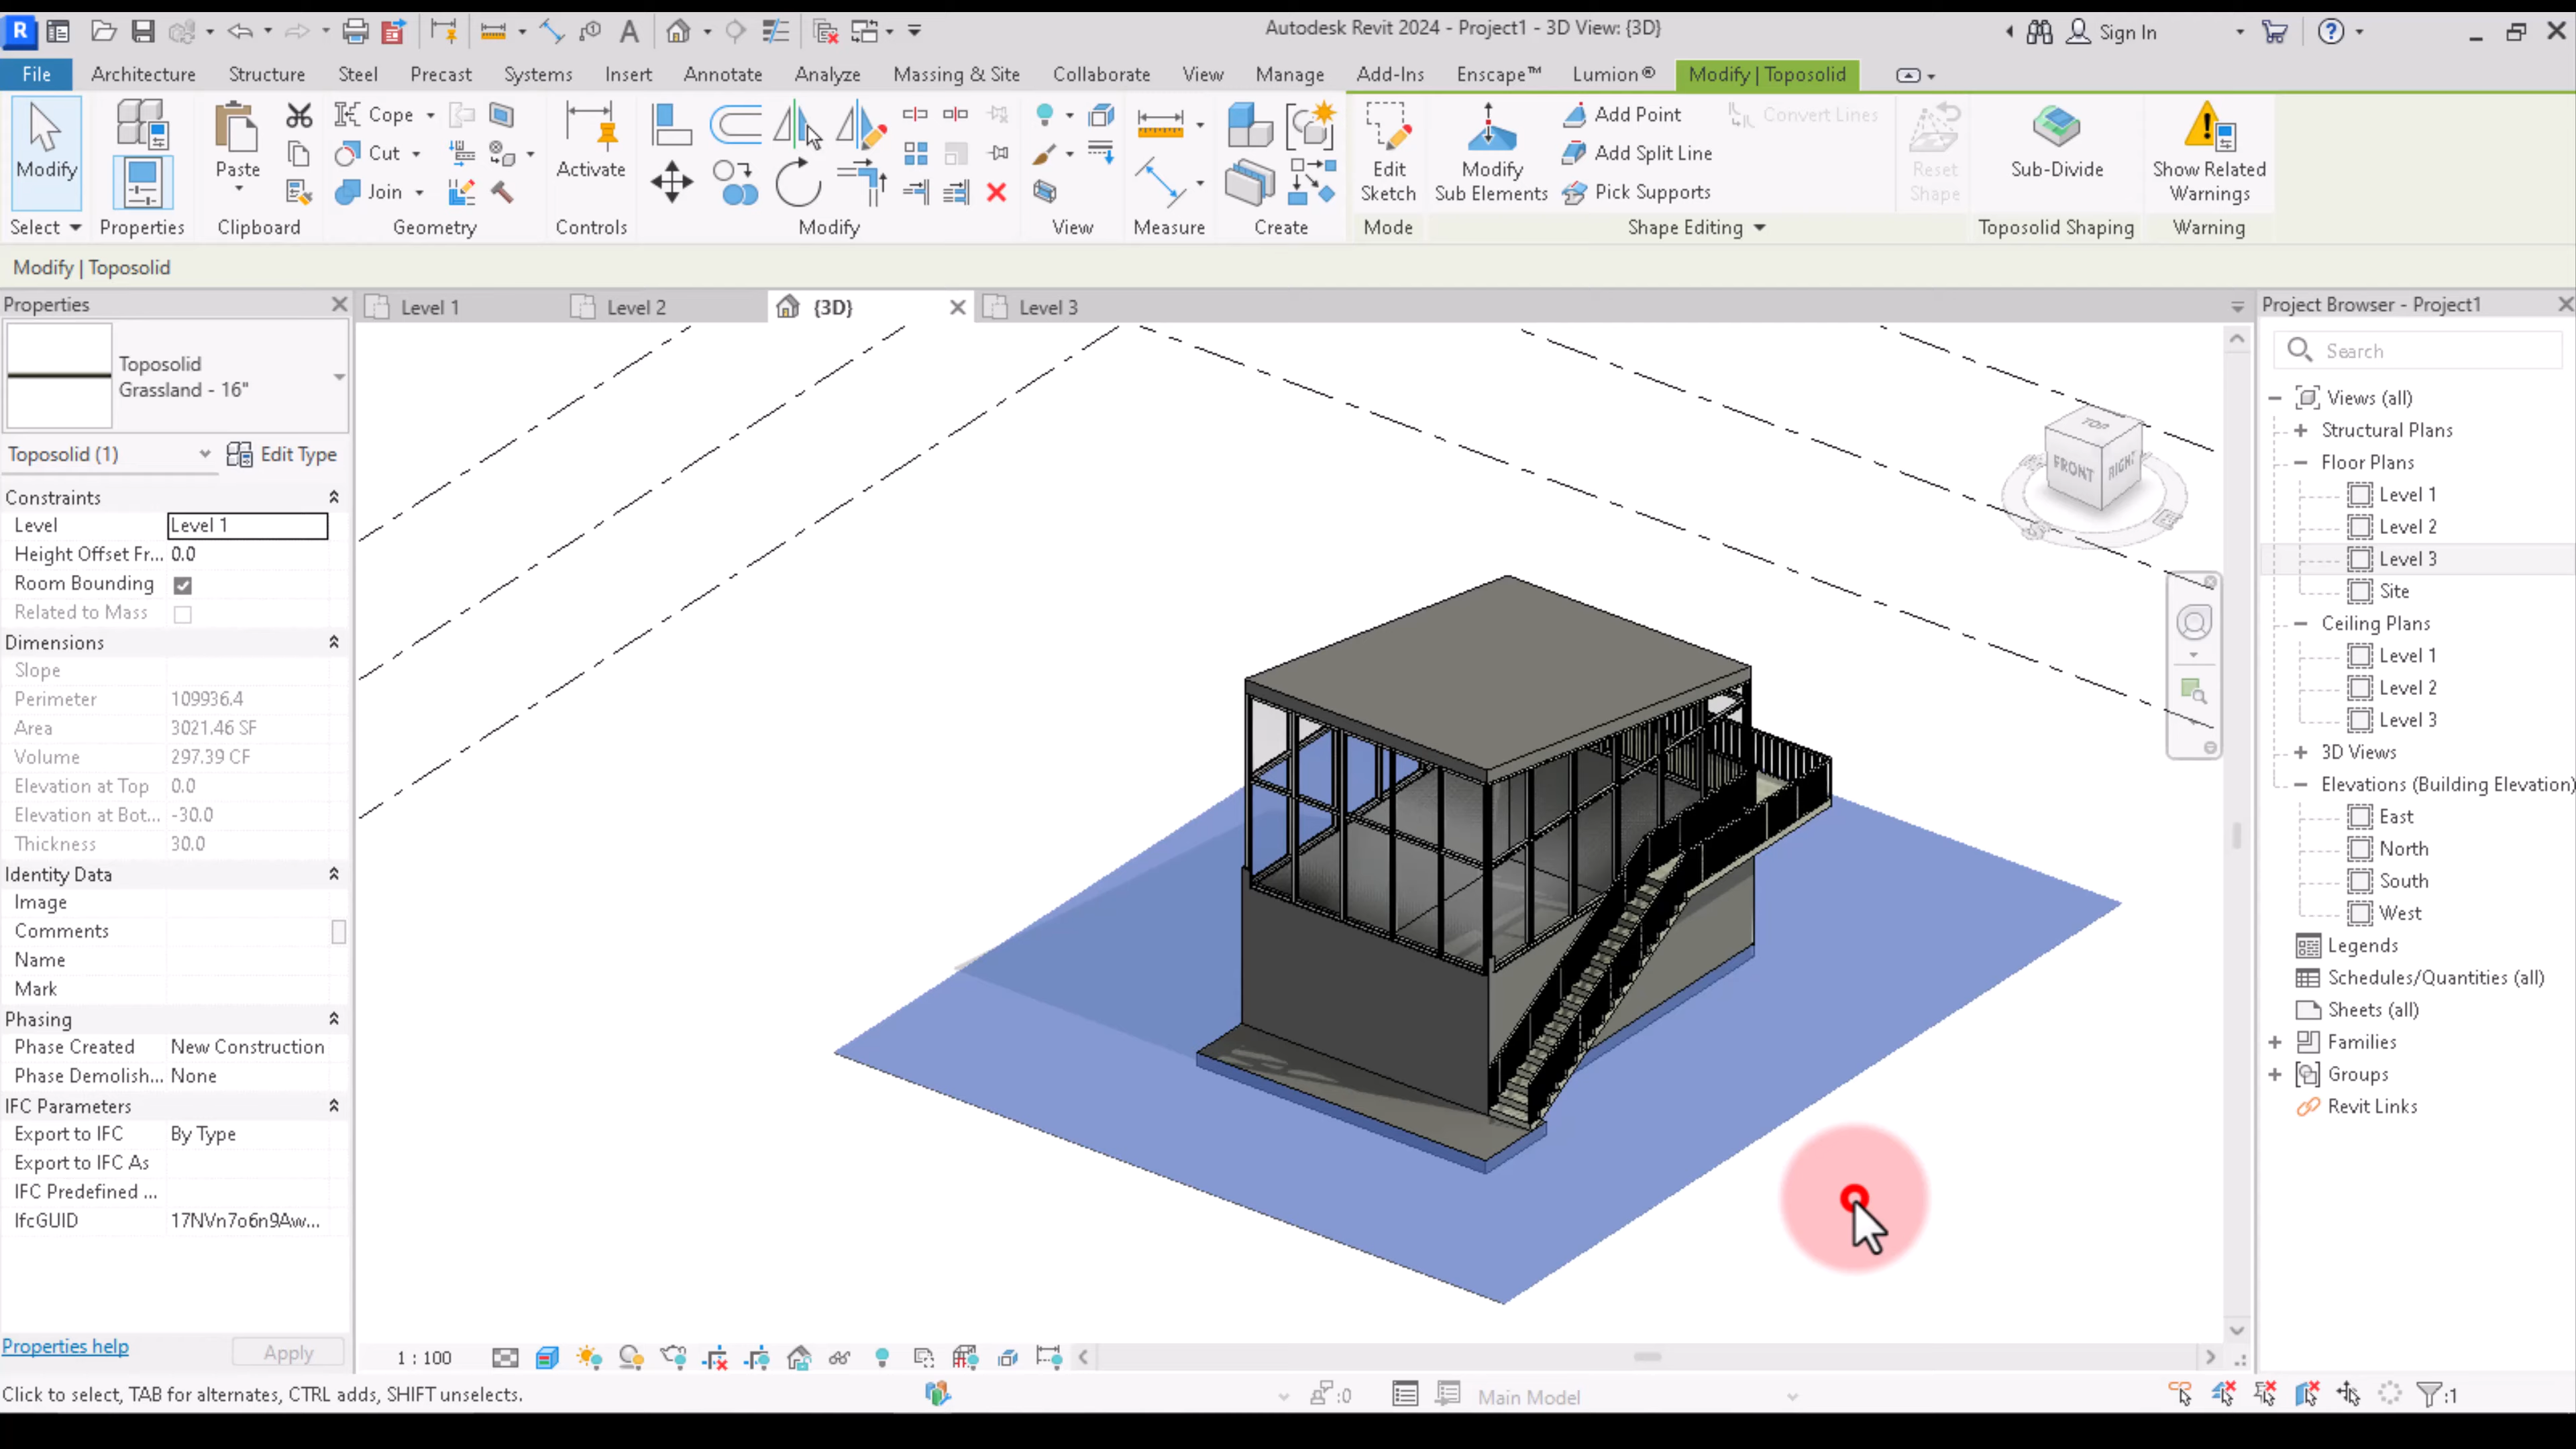 R
Autodesk Revit 2024 - Project1 - 3D View: {3D}
Sign In
File Architecture Structure Steel Precast Systems Insert Annotate Analyze Massing & Site Collaborate View Manage Add-Ins Enscape™ Lumion® Modify | Toposolid
Modify
Paste
Cope
Cut
Join
Activate
Edit Sketch
Modify Sub Elements
Add Point
Add Split Line
Pick Supports
Convert Lines
Reset Shape
Sub-Divide
Show Related Warnings
Select Properties Clipboard Geometry Controls Modify View Measure Create Mode Shape Editing Toposolid Shaping Warning
Modify | Toposolid
Properties
Level 1
Level 2
{3D}
Level 3
Project Browser - Project1
Toposolid
Grassland - 16"
Toposolid (1)
Edit Type
Constraints
Level Level 1
Height Offset Fr... 0.0
Room Bounding
Related to Mass
Dimensions
Slope
Perimeter 109936.4
Area 3021.46 SF
Volume 297.39 CF
Elevation at Top 0.0
Elevation at Bot... -30.0
Thickness 30.0
Identity Data
Image
Comments
Name
Mark
Phasing
Phase Created New Construction
Phase Demolish... None
IFC Parameters
Export to IFC By Type
Export to IFC As
IFC Predefined ...
IfcGUID 17NVn7o6n9Aw...
Properties help
Apply
TOP
FRONT
RIGHT
Search
Views (all)
Structural Plans
Floor Plans
Level 1
Level 2
Level 3
Site
Ceiling Plans
Level 1
Level 2
Level 3
3D Views
Elevations (Building Elevation)
East
North
South
West
Legends
Schedules/Quantities (all)
Sheets (all)
Families
Groups
Revit Links
1 : 100
Click to select, TAB for alternates, CTRL adds, SHIFT unselects.
:0
Main Model
:1